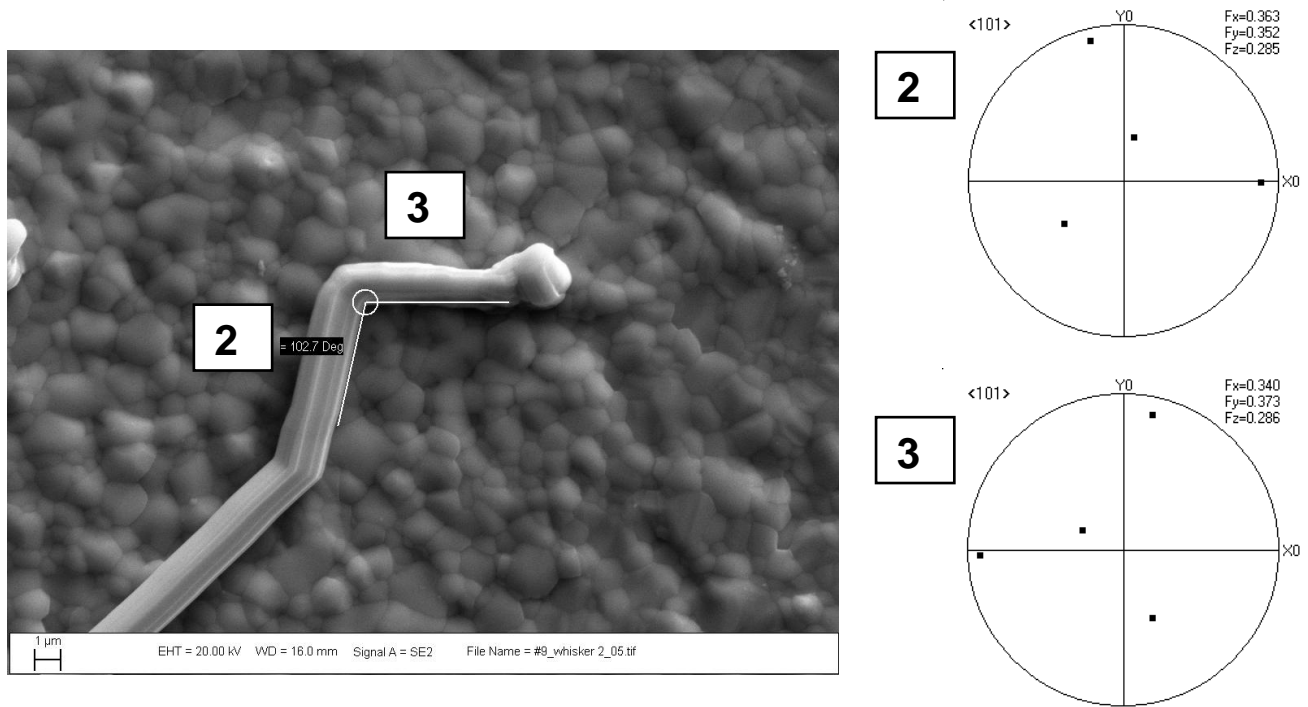 3
2
= 102.7 Deg
1 µm
EHT = 20.00 kV WD = 16.0 mm Signal A = SE2 File Name = #9_whisker 2_05.tif
2
<101>
Y0
Fx=0.363
Fy=0.352
Fz=0.285
X0
3
<101>
Y0
Fx=0.340
Fy=0.373
Fz=0.286
X0